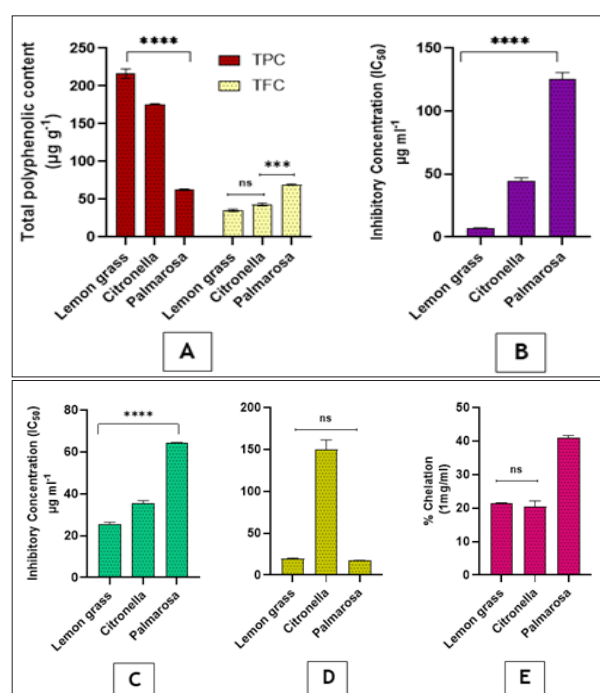 ****
TPC
TFC
250
200
150
100
50
0
Total polyphenolic content
(µg g⁻¹)
ns
***
Lemon grass
Citronella
Palmarosa
Lemon grass
Citronella
Palmarosa
A
****
150
100
50
0
Inhibitory Concentration (IC₅₀)
µg ml⁻¹
Lemon grass
Citronella
Palmarosa
B
****
80
60
40
20
0
Inhibitory Concentration (IC₅₀)
µg ml⁻¹
Lemon grass
Citronella
Palmarosa
C
ns
200
150
100
50
0
Lemon grass
Citronella
Palmarosa
D
50
40
30
20
10
0
% Chelation
(1mg/ml)
ns
Lemon grass
Citronella
Palmarosa
E